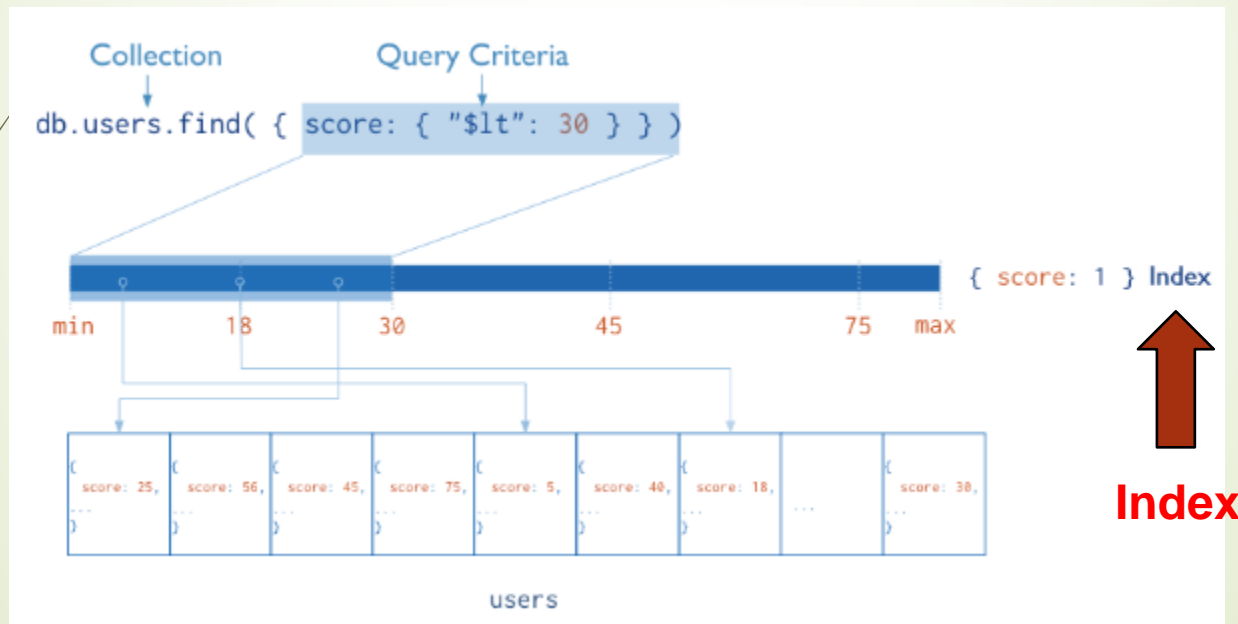 Collection Query Criteria
db.users.find( { score: { "$lt": 30 } } )
{ score: 1 } Index
min 18 30 45 75 max
Index
{ { { { { { { {
score: 25, score: 56, score: 45, score: 75, score: 5, score: 40, score: 18, score: 30,
... ... ... ... ... ... ... ... ...
} } } } } } } }
users